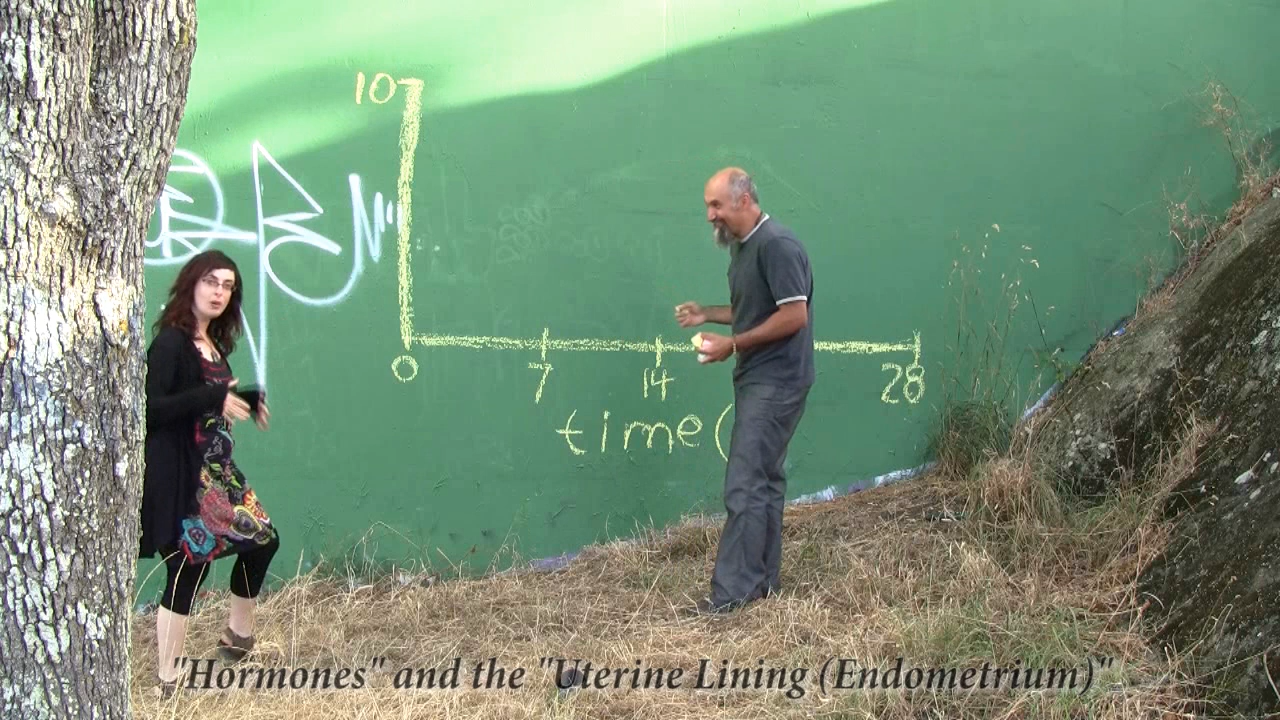 10
0 7 14 28
time(
"Hormones" and the "Uterine Lining (Endometrium)"